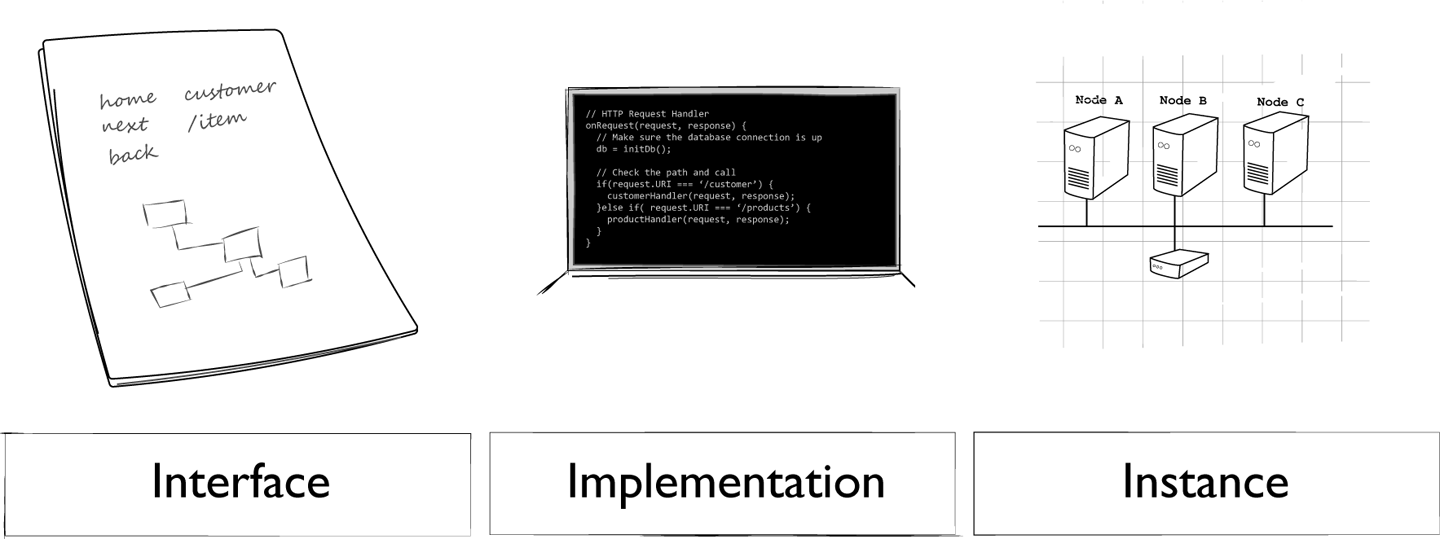 home customer
next /item
back
// HTTP Request Handler
onRequest(request, response) {
// Make sure the database connection is up
db = initDb();
// Check the path and call
if(request.URI === ‘/customer’) {
customerHandler(request, response);
}else if( request.URI === ‘/products’) {
productHandler(request, response);
}
}
Node A Node B Node C
Interface
Implementation
Instance